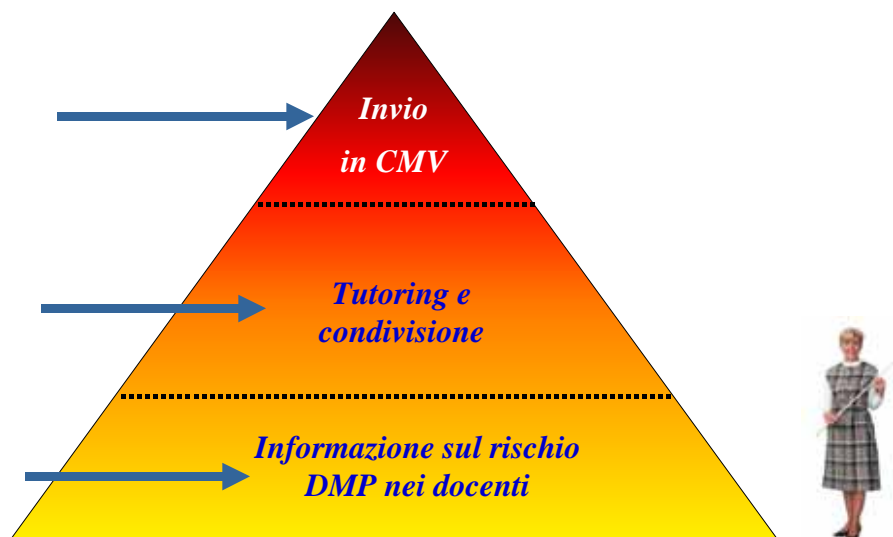 Invio
in CMV
Tutoring e
condivisione
Informazione sul rischio
DMP nei docenti